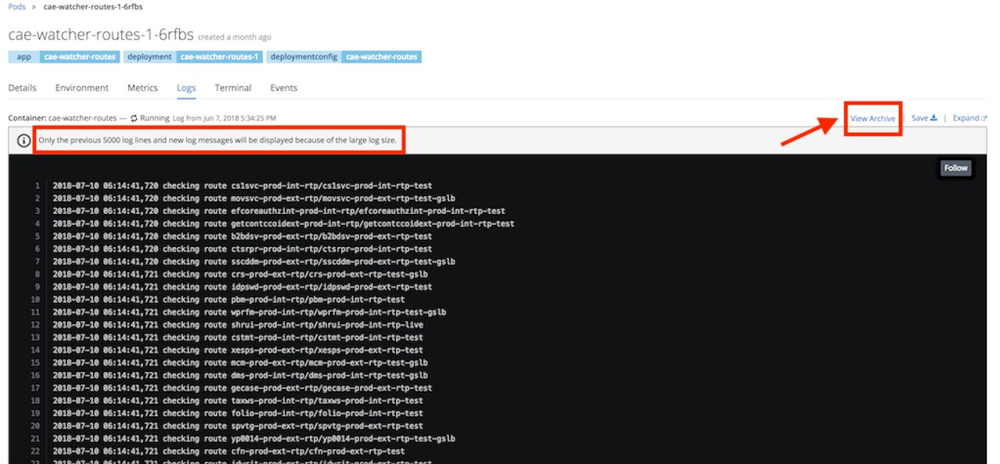 Pods » cae-watcher-routes-1-6rfbs
cae-watcher-routes-1-6rfbs created a month ago
app cae-watcher-routes deployment cae-watcher-routes-1 deploymentconfig cae-watcher-routes
Details Environment Metrics Logs Terminal Events
Container: cae-watcher-routes — Running Log from Jun 7, 2018 5:34:25 PM View Archive | Save | Expand
Only the previous 5000 log lines and new log messages will be displayed because of the large log size.
Follow
1 2018-07-10 06:14:41,720 checking route cs1svc-prod-int-rtp/cs1svc-prod-int-rtp-test
2 2018-07-10 06:14:41,720 checking route movsvc-prod-ext-rtp/movsvc-prod-ext-rtp-test-gslb
3 2018-07-10 06:14:41,720 checking route efcoreauthzint-prod-int-rtp/efcoreauthzint-prod-int-rtp-test
4 2018-07-10 06:14:41,720 checking route getcontccoidext-prod-int-rtp/getcontccoidext-prod-int-rtp-test
5 2018-07-10 06:14:41,720 checking route b2bdsv-prod-ext-rtp/b2bdsv-prod-ext-rtp-test
6 2018-07-10 06:14:41,720 checking route ctsrpr-prod-int-rtp/ctsrpr-prod-int-rtp-test
7 2018-07-10 06:14:41,720 checking route sscddm-prod-ext-rtp/sscddm-prod-ext-rtp-test-gslb
8 2018-07-10 06:14:41,721 checking route crs-prod-ext-rtp/crs-prod-ext-rtp-test-gslb
9 2018-07-10 06:14:41,721 checking route idpswd-prod-ext-rtp/idpswd-prod-ext-rtp-test
10 2018-07-10 06:14:41,721 checking route pbm-prod-int-rtp/pbm-prod-int-rtp-test
11 2018-07-10 06:14:41,721 checking route wprfm-prod-int-rtp/wprfm-prod-int-rtp-test-gslb
12 2018-07-10 06:14:41,721 checking route shrui-prod-int-rtp/shrui-prod-int-rtp-live
13 2018-07-10 06:14:41,721 checking route cstmt-prod-int-rtp/cstmt-prod-int-rtp-test
14 2018-07-10 06:14:41,721 checking route xesps-prod-ext-rtp/xesps-prod-ext-rtp-test
15 2018-07-10 06:14:41,721 checking route mcm-prod-ext-rtp/mcm-prod-ext-rtp-test-gslb
16 2018-07-10 06:14:41,721 checking route dms-prod-int-rtp/dms-prod-int-rtp-test-gslb
17 2018-07-10 06:14:41,721 checking route gecase-prod-ext-rtp/gecase-prod-ext-rtp-test
18 2018-07-10 06:14:41,721 checking route taxws-prod-int-rtp/taxws-prod-int-rtp-test
19 2018-07-10 06:14:41,721 checking route folio-prod-int-rtp/folio-prod-int-rtp-test
20 2018-07-10 06:14:41,721 checking route spvtg-prod-ext-rtp/spvtg-prod-ext-rtp-test
21 2018-07-10 06:14:41,721 checking route yp0014-prod-ext-rtp/yp0014-prod-ext-rtp-test-gslb
22 2018-07-10 06:14:41,721 checking route cfn-prod-ext-rtp/cfn-prod-ext-rtp-test